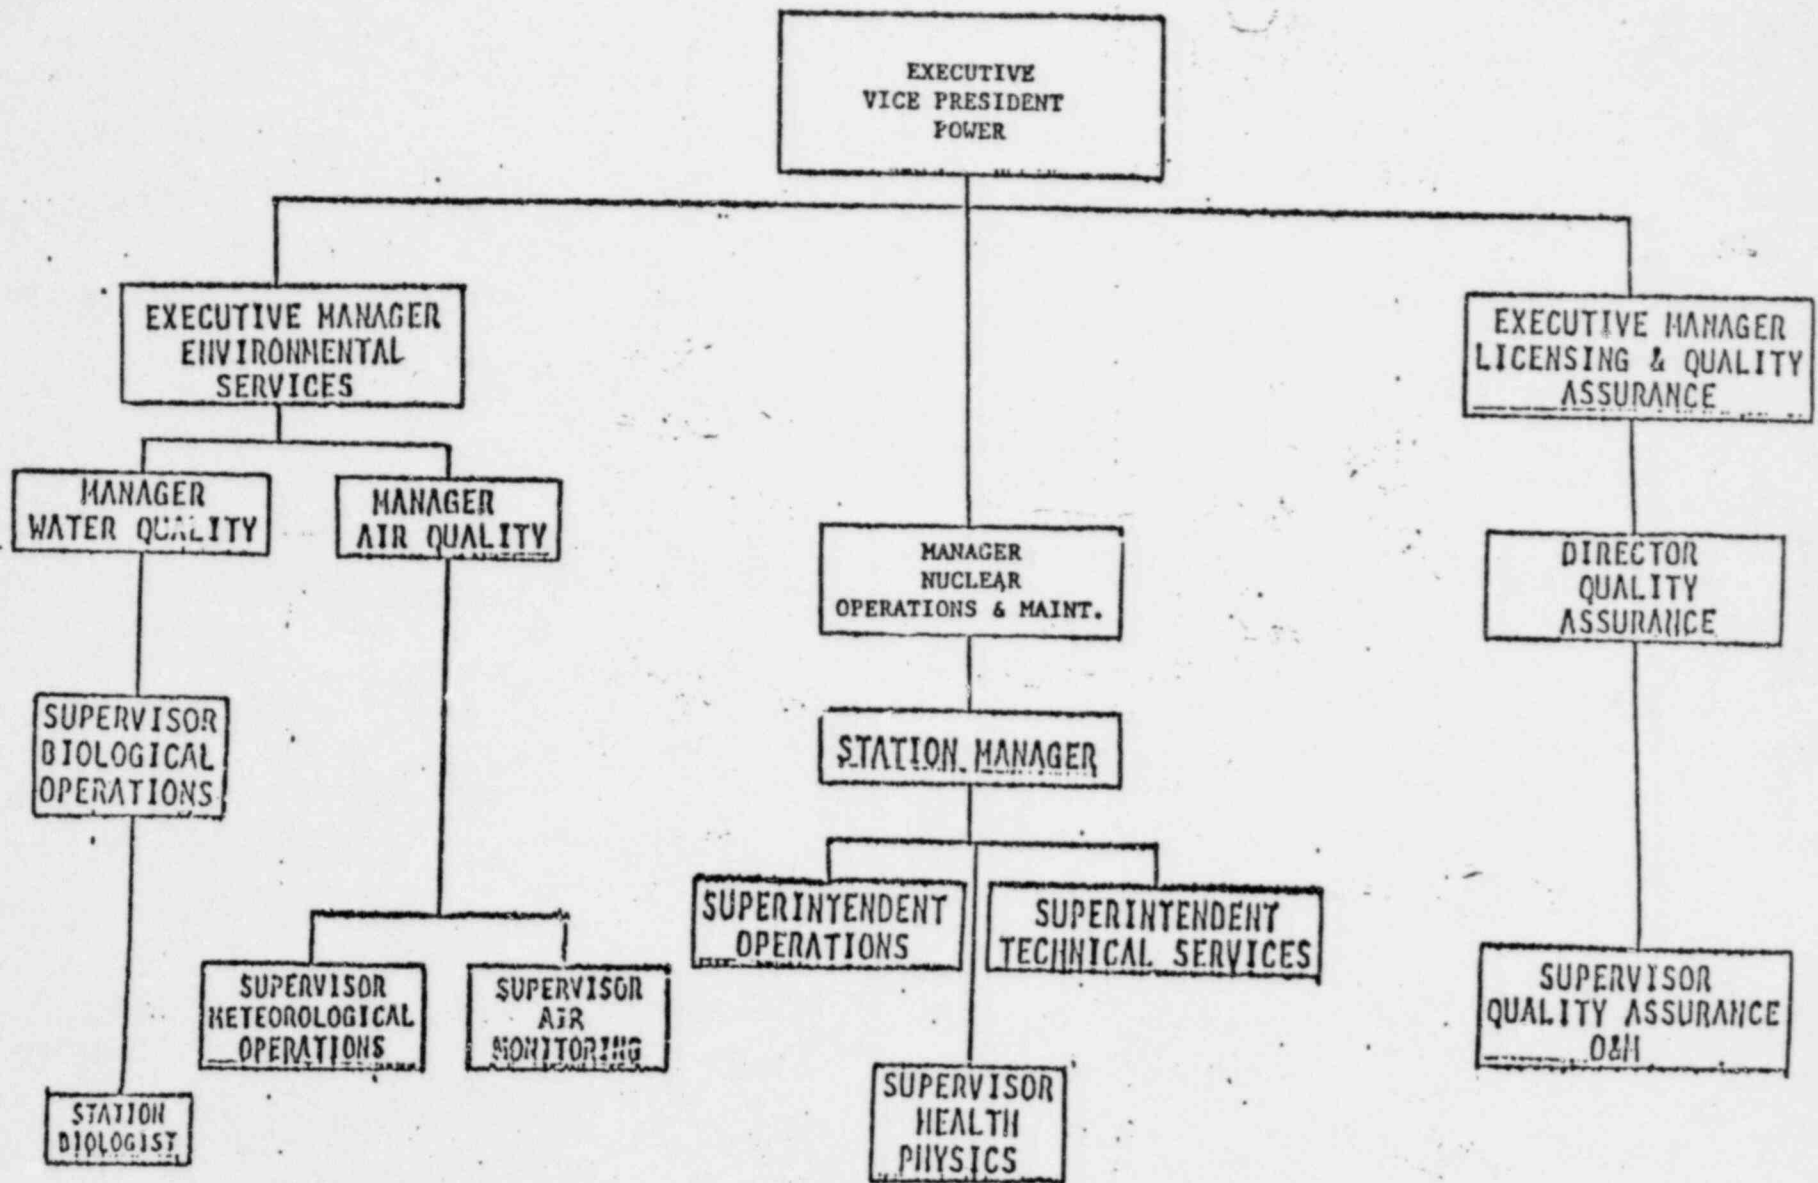 EXECUTIVE
VICE PRESIDENT
POWER
EXECUTIVE MANAGER
ENVIRONMENTAL
SERVICES
EXECUTIVE MANAGER
LICENSING & QUALITY
ASSURANCE
MANAGER
WATER QUALITY
MANAGER
AIR QUALITY
MANAGER
NUCLEAR
OPERATIONS & MAINT.
DIRECTOR
QUALITY
ASSURANCE
SUPERVISOR
BIOLOGICAL
OPERATIONS
STATION MANAGER
SUPERINTENDENT
OPERATIONS
SUPERINTENDENT
TECHNICAL SERVICES
SUPERVISOR
METEOROLOGICAL
OPERATIONS
SUPERVISOR
AIR
MONITORING
SUPERVISOR
QUALITY ASSURANCE
O&M
STATION
BIOLOGIST
SUPERVISOR
HEALTH
PHYSICS